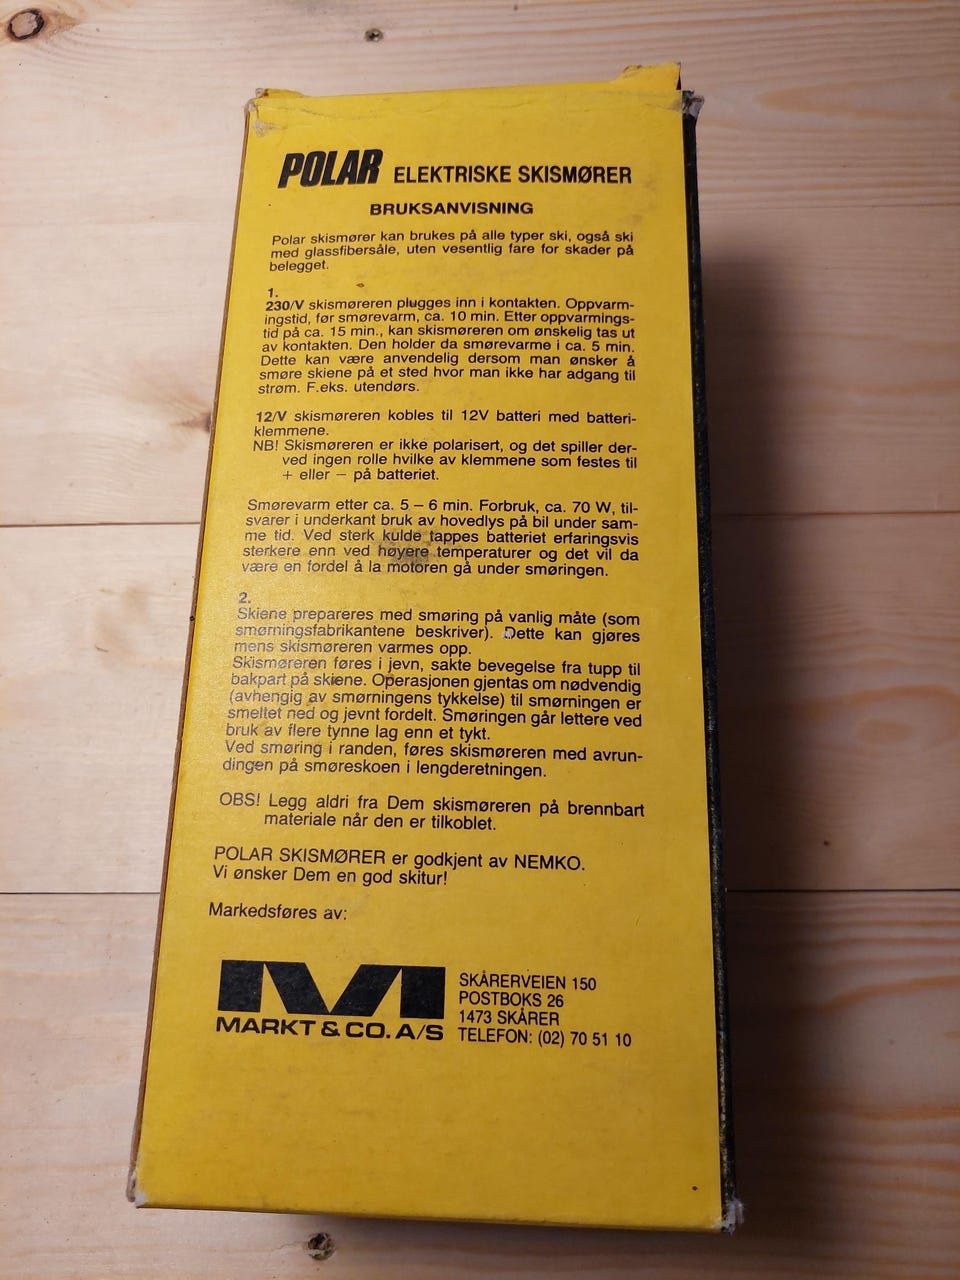 POLAR ELEKTRISKE SKISMØRER
BRUKSANVISNING
Polar skismører kan brukes på alle typer ski, også ski
med glassfibersåle, uten vesentlig fare for skader på
belegget.
1.
230/V skismøreren plugges inn i kontakten. Oppvarm-
ingstid, før smørevarm, ca. 10 min. Etter oppvarmings-
tid på ca. 15 min., kan skismøreren om ønskelig tas ut
av kontakten. Den holder da smørevarme i ca. 5 min.
Dette kan være anvendelig dersom man ønsker å
smøre skiene på et sted hvor man ikke har adgang til
strøm. F.eks. utendørs.
12/V skismøreren kobles til 12V batteri med batteri-
klemmene.
NB! Skismøreren er ikke polarisert, og det spiller der-
ved ingen rolle hvilke av klemmene som festes til
+ eller – på batteriet.
Smørevarm etter ca. 5 – 6 min. Forbruk, ca. 70 W, til-
svarer i underkant bruk av hovedlys på bil under sam-
me tid. Ved sterk kulde tappes batteriet erfaringsvis
sterkere enn ved høyere temperaturer og det vil da
være en fordel å la motoren gå under smøringen.
2.
Skiene prepareres med smøring på vanlig måte (som
smørningsfabrikantene beskriver). Dette kan gjøres
mens skismøreren varmes opp.
Skismøreren føres i jevn, sakte bevegelse fra tupp til
bakpart på skiene. Operasjonen gjentas om nødvendig
(avhengig av smørningens tykkelse) til smørningen er
smeltet ned og jevnt fordelt. Smøringen går lettere ved
bruk av flere tynne lag enn et tykt.
Ved smøring i randen, føres skismøreren med avrun-
dingen på smøreskoen i lengderetningen.
OBS! Legg aldri fra Dem skismøreren på brennbart
materiale når den er tilkoblet.
POLAR SKISMØRER er godkjent av NEMKO.
Vi ønsker Dem en god skitur!
Markedsføres av:
MARKT & CO. A/S
SKÅRERVEIEN 150
POSTBOKS 26
1473 SKÅRER
TELEFON: (02) 70 51 10